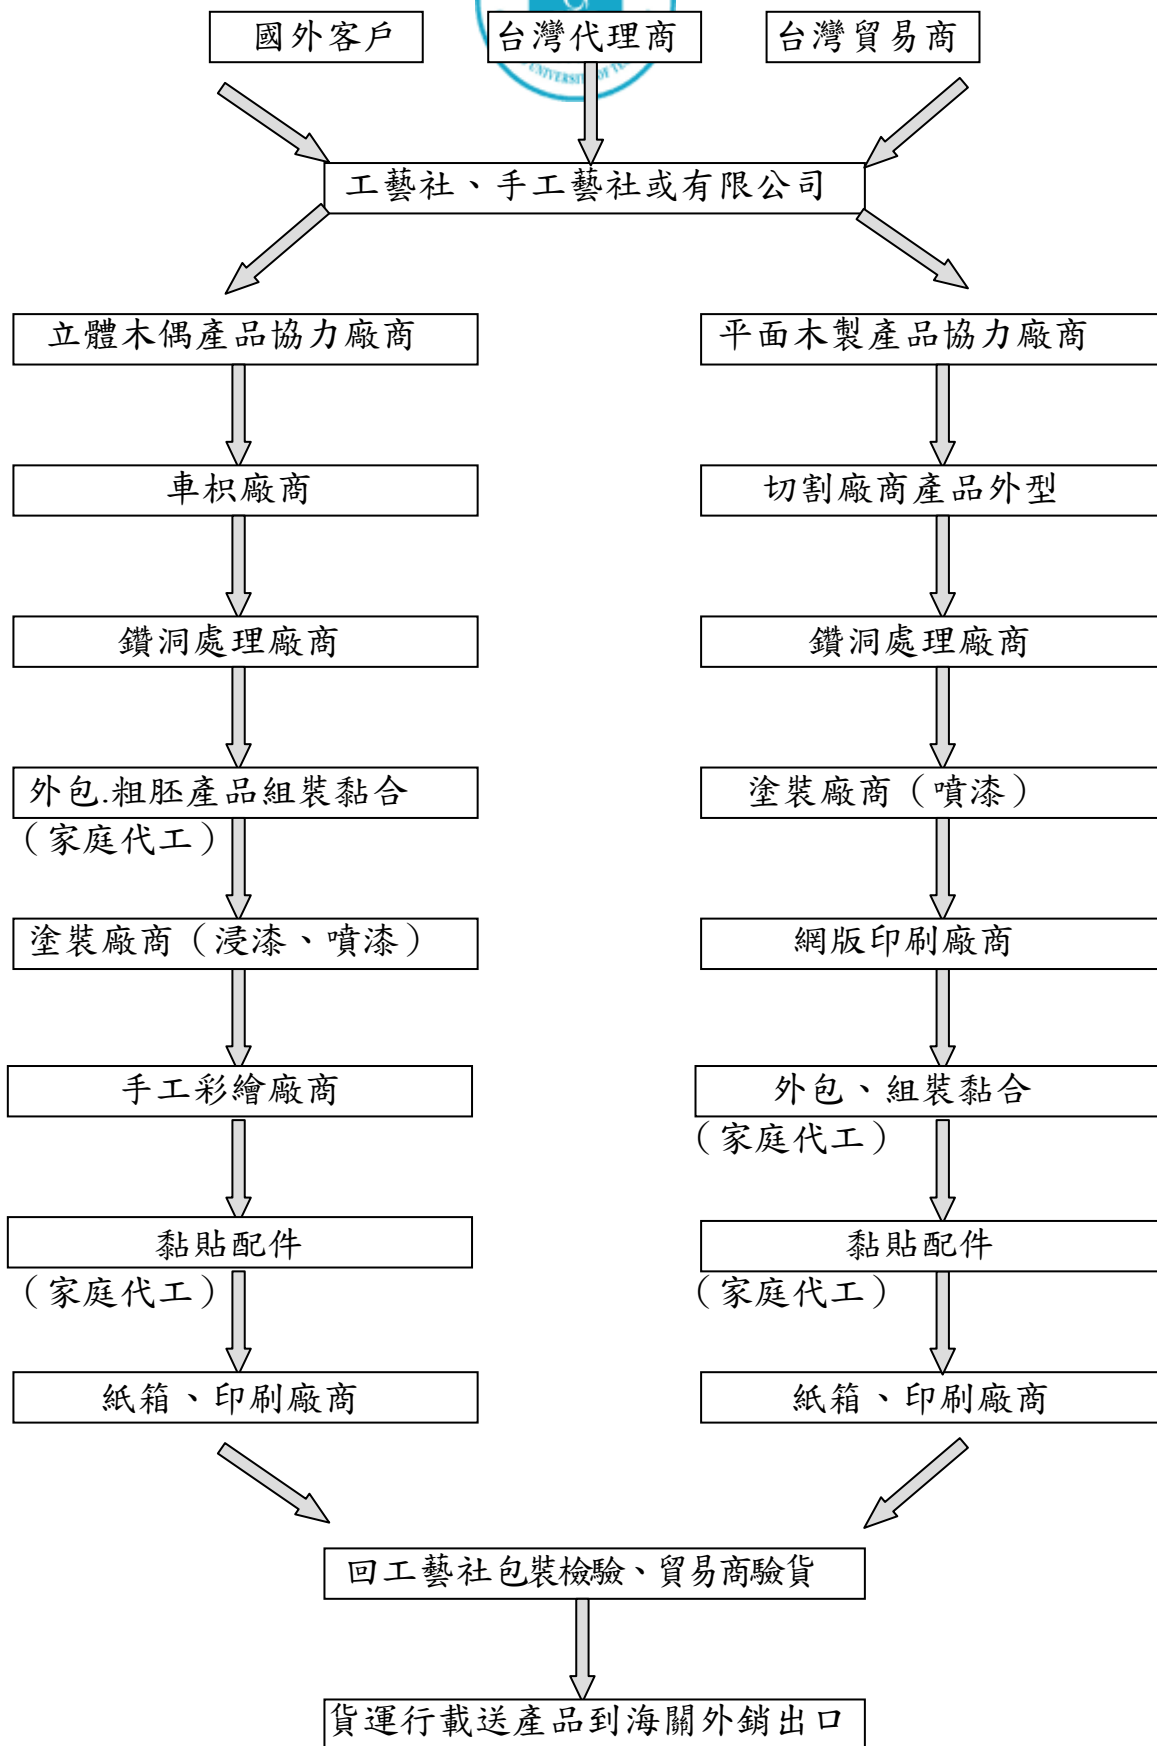 國外客戶
台灣代理商
台灣貿易商
UNIVERSITY OF
工藝社、手工藝社或有限公司
立體木偶產品協力廠商
平面木製產品協力廠商
車枳廠商
切割廠商產品外型
鑽洞處理廠商
鑽洞處理廠商
外包.粗胚產品組裝黏合
(家庭代工)
塗裝廠商(噴漆)
塗裝廠商(浸漆、噴漆)
網版印刷廠商
手工彩繪廠商
外包、組裝黏合
(家庭代工)
黏貼配件
(家庭代工)
黏貼配件
(家庭代工)
紙箱、印刷廠商
紙箱、印刷廠商
回工藝社包裝檢驗、貿易商驗貨
貨運行載送產品到海關外銷出口